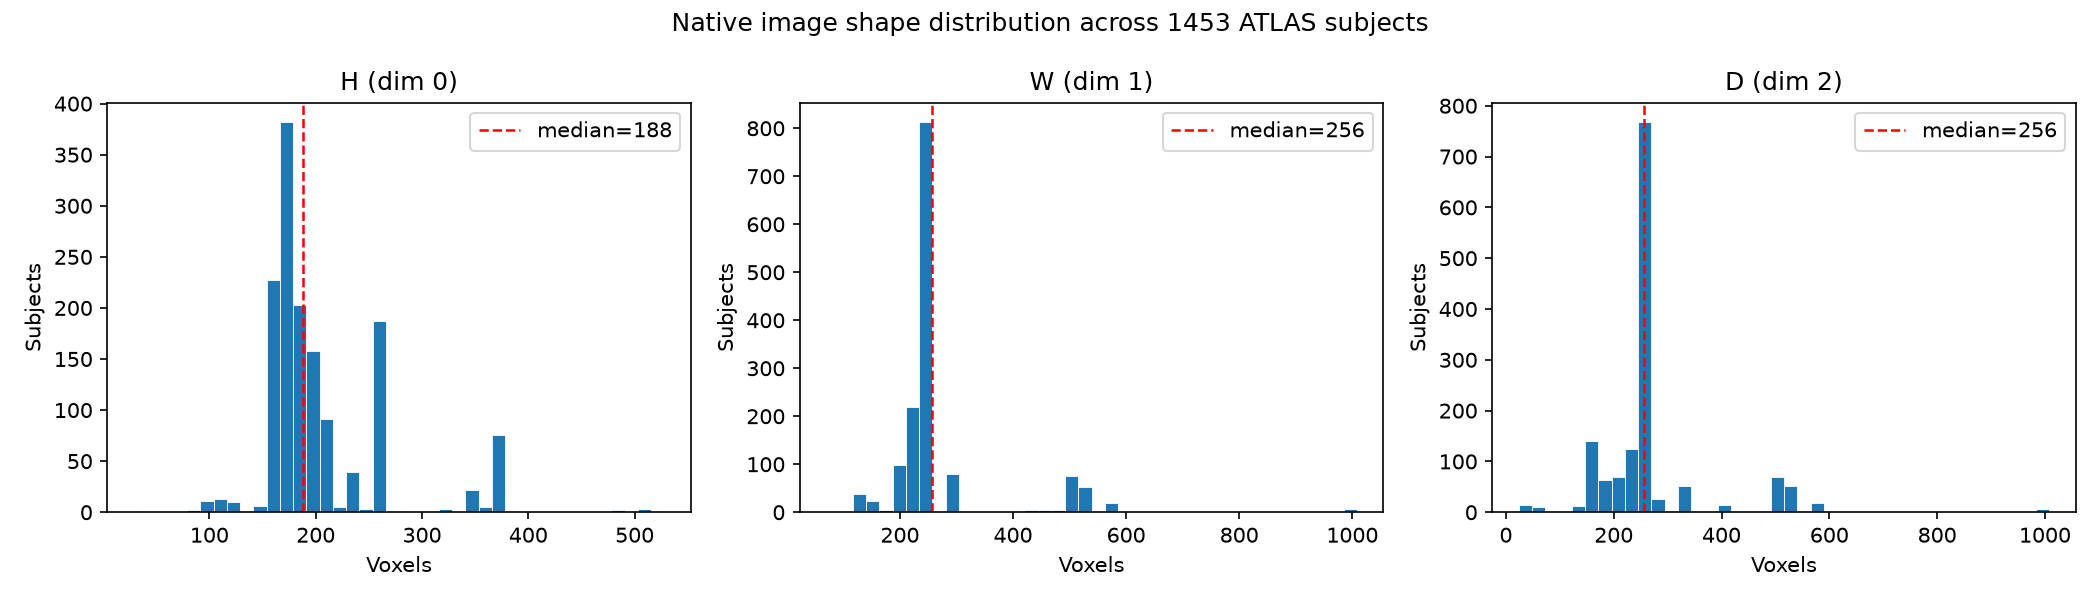 Native image shape distribution across 1453 ATLAS subjects
H (dim 0)
median=188
400
350
300
250
200
150
100
50
0
100 200 300 400 500
Subjects
Voxels
W (dim 1)
median=256
800
700
600
500
400
300
200
100
0
200 400 600 800 1000
Subjects
Voxels
D (dim 2)
median=256
800
700
600
500
400
300
200
100
0
0 200 400 600 800 1000
Subjects
Voxels